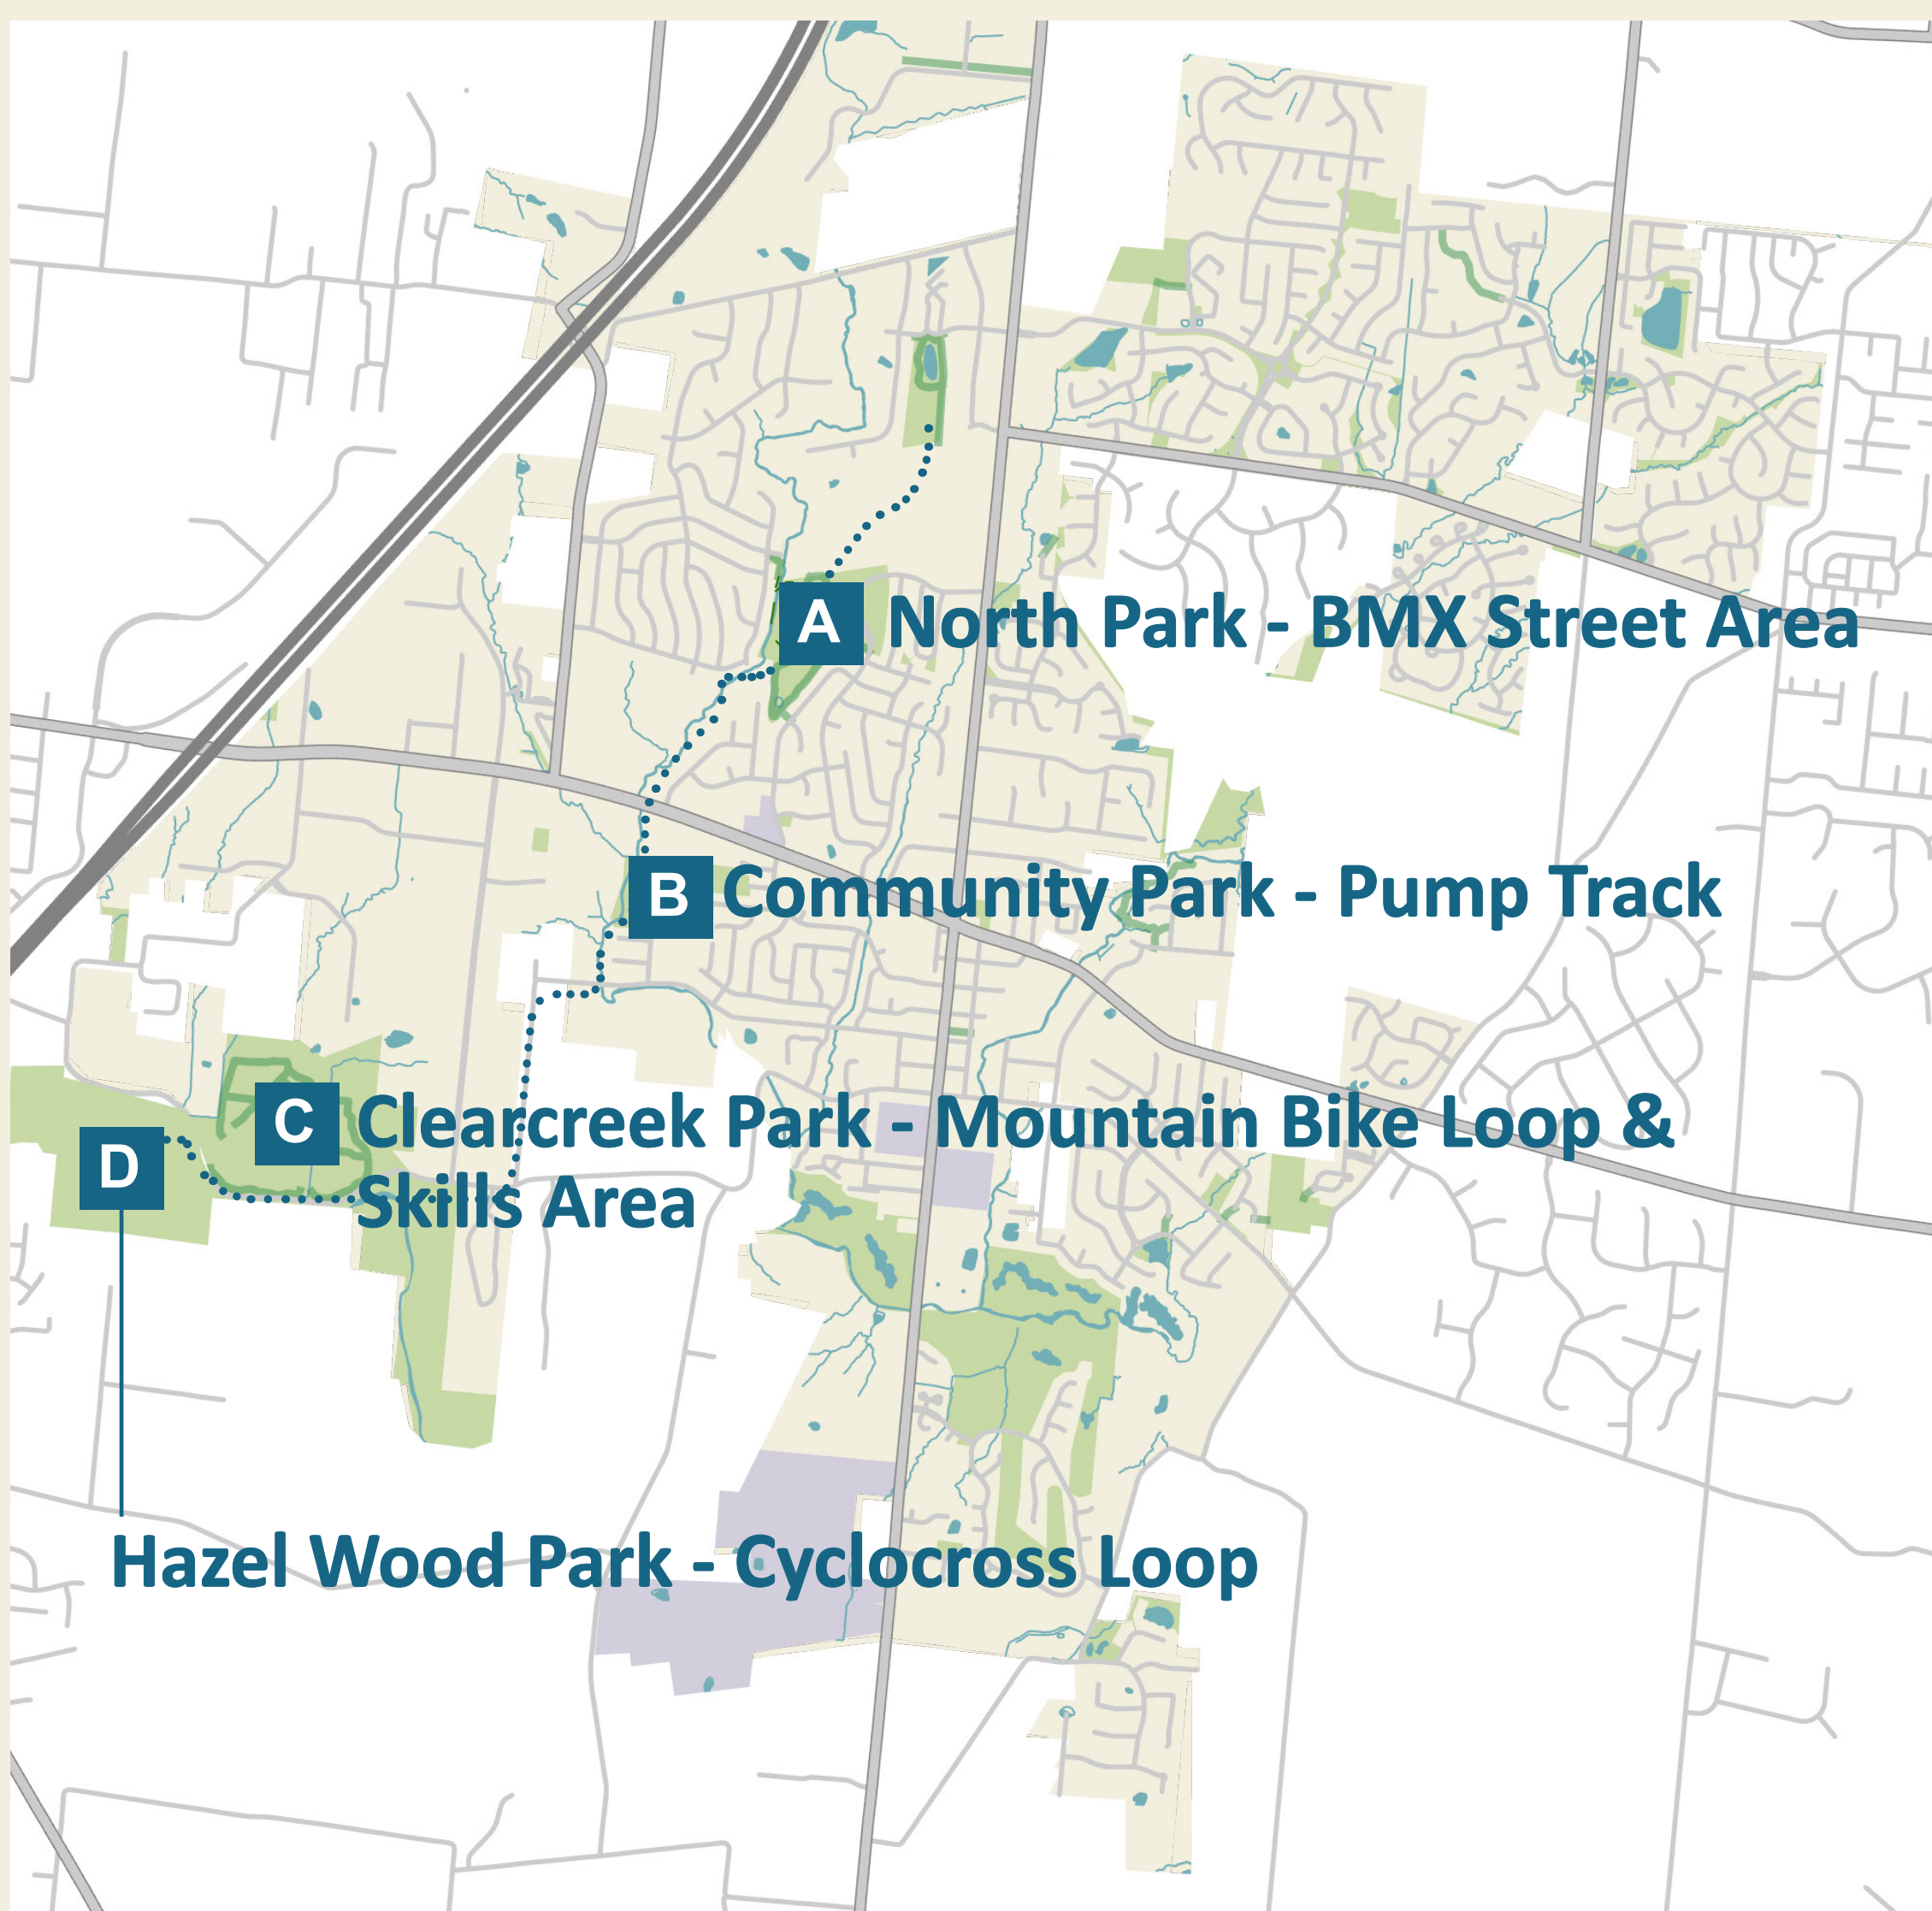 A North Park - BMX Street Area
B Community Park - Pump Track
C Clearcreek Park - Mountain Bike Loop &
Skills Area
D
Hazel Wood Park - Cyclocross Loop